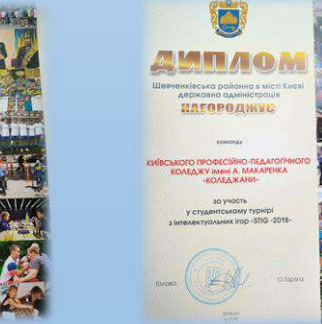 ДИПЛОМ
Шевченківська районна в місті Києві
державна адміністрація
НАГОРОДЖУЄ
команду
КИЇВСЬКОГО ПРОФЕСІЙНО-ПЕДАГОГІЧНОГО
КОЛЕДЖУ імені А. МАКАРЕНКА
«КОЛЕДЖАНИ»
за участь
у студентському турнірі
з інтелектуальних ігор «STIG -2018»
Голова
О.Гаряга